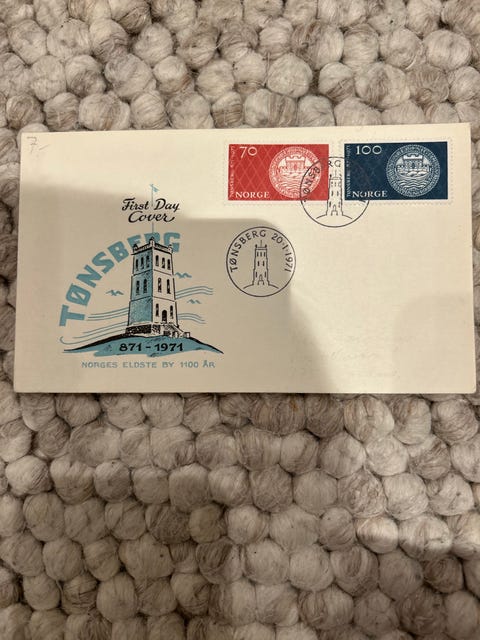 7,-
70
NORGE
100
NORGE
First Day
Cover
TØNSBERG
871-1971
NORGES ELDSTE BY 1100 ÅR
TØNSBERG 20·1·1971